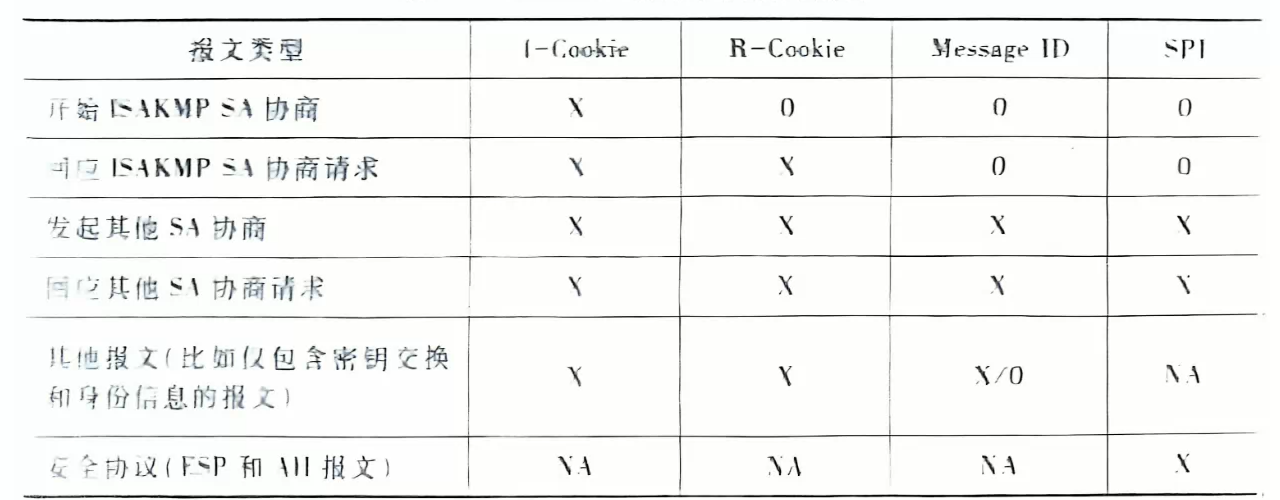 报文类型 I-Cookie R-Cookie Message ID SPI
开始 ISAKMP SA 协商 X 0 0 0
回应 ISAKMP SA 协商请求 X X 0 0
发起其他 SA 协商 X X X X
回应其他 SA 协商请求 X X X X
其他报文(比如仅包含密钥交换
和身份信息的报文) X X X/0 NA
安全协议(ESP 和 AH 报文) NA NA NA X